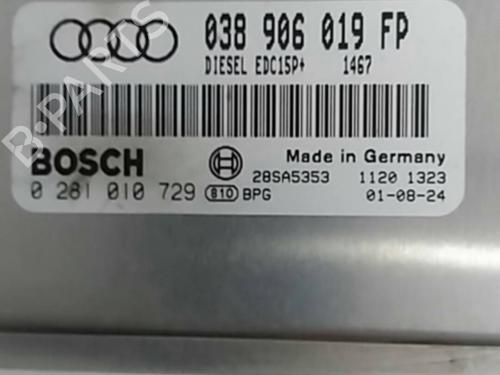 038 906 019 FP
DIESEL EDC15P+ 1467
B-PARTS
BOSCH
Made in Germany
28SA5353 1120 1323
0 281 010 729 810 BPG 01-08-24